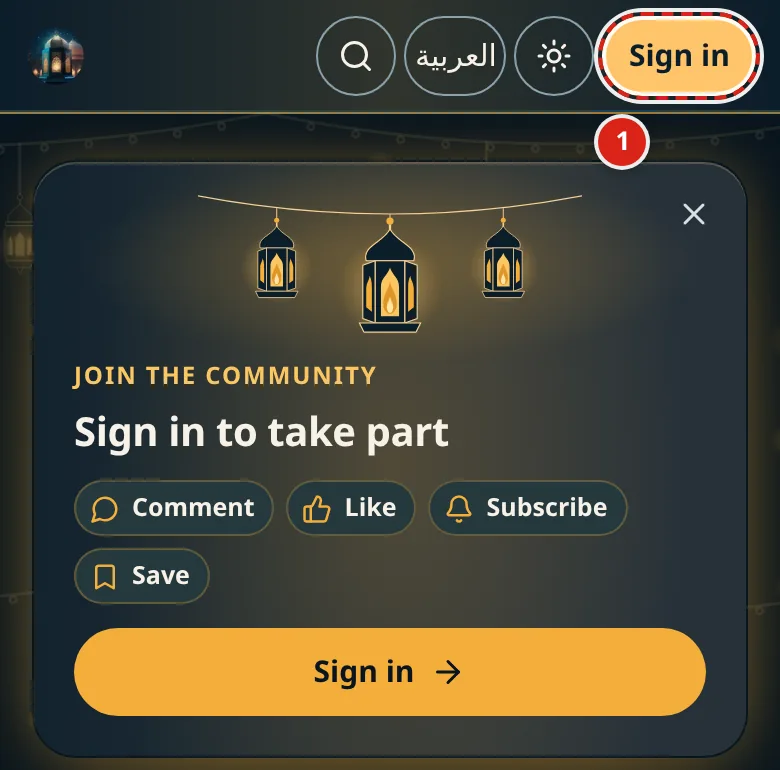 العربية
Sign in
1
JOIN THE COMMUNITY
Sign in to take part
Comment
Like
Subscribe
Save
Sign in